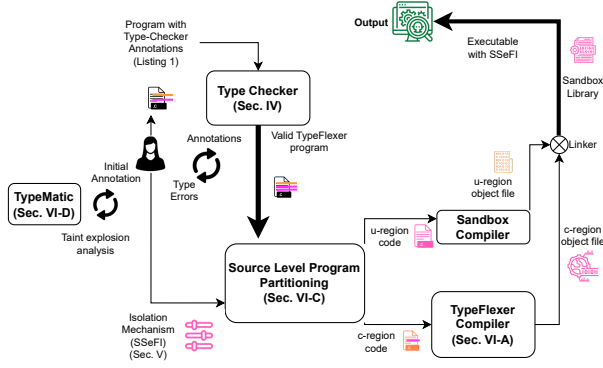 Program with
Type-Checker
Annotations
(Listing 1)
Output
Executable
with SSeFI
Sandbox
Library
Type Checker
(Sec. IV)
Annotations
Type
Errors
Valid TypeFlexer
program
Initial
Annotation
TypeMatic
(Sec. VI-D)
Taint explosion
analysis
Linker
u-region
object file
Sandbox
Compiler
u-region
code
c-region
object file
Source Level Program
Partitioning
(Sec. VI-C)
Isolation
Mechanism
(SSeFI)
(Sec. V)
c-region
code
TypeFlexer
Compiler
(Sec. VI-A)